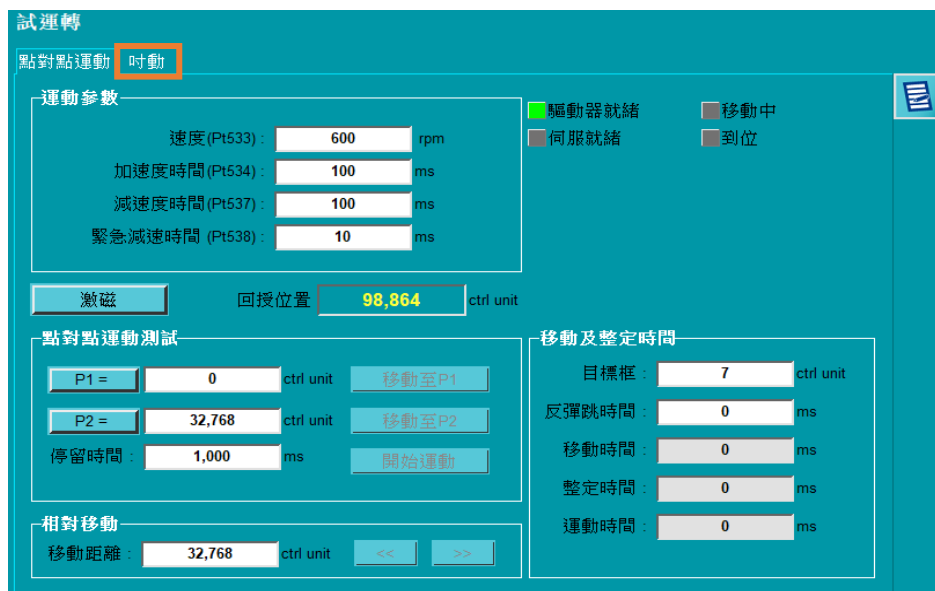 試運轉
點對點運動 吋動
運動參數
速度(Pt533) : 600 rpm
加速度時間(Pt534) : 100 ms
減速度時間(Pt537) : 100 ms
緊急減速時間 (Pt538) : 10 ms
驅動器就緒 移動中
伺服就緒 到位
激磁 回授位置 98,864 ctrl unit
點對點運動測試
P1 = 0 ctrl unit 移動至P1
P2 = 32,768 ctrl unit 移動至P2
停留時間 : 1,000 ms 開始運動
相對移動
移動距離 : 32,768 ctrl unit << >>
移動及整定時間
目標框 : 7 ctrl unit
反彈跳時間 : 0 ms
移動時間 : 0 ms
整定時間 : 0 ms
運動時間 : 0 ms